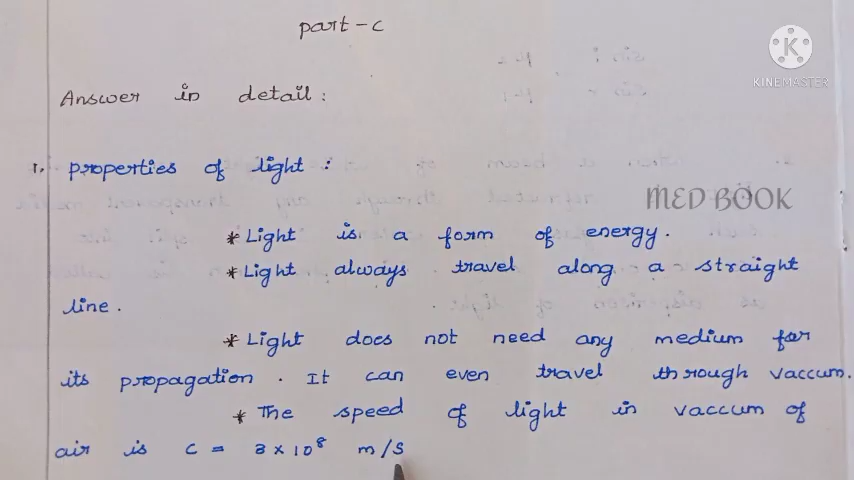 part-c
KINEMASTER
Answer in detail:
1. properties of light:
MED BOOK
* Light is a form of energy.
* Light always travel along a straight
line.
* Light does not need any medium for
its propagation. It can even travel through vaccum.
* The speed of light in vaccum of
air is c = 3 × 10⁸ m/s